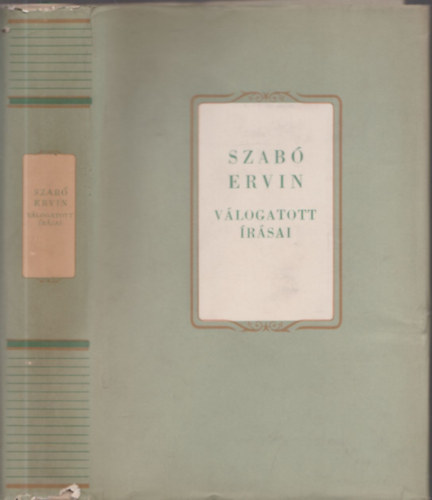 SZABÓ
ERVIN
VÁLOGATOTT
ÍRÁSAI
SZABÓ
ERVIN
VÁLOGATOTT
ÍRÁSAI